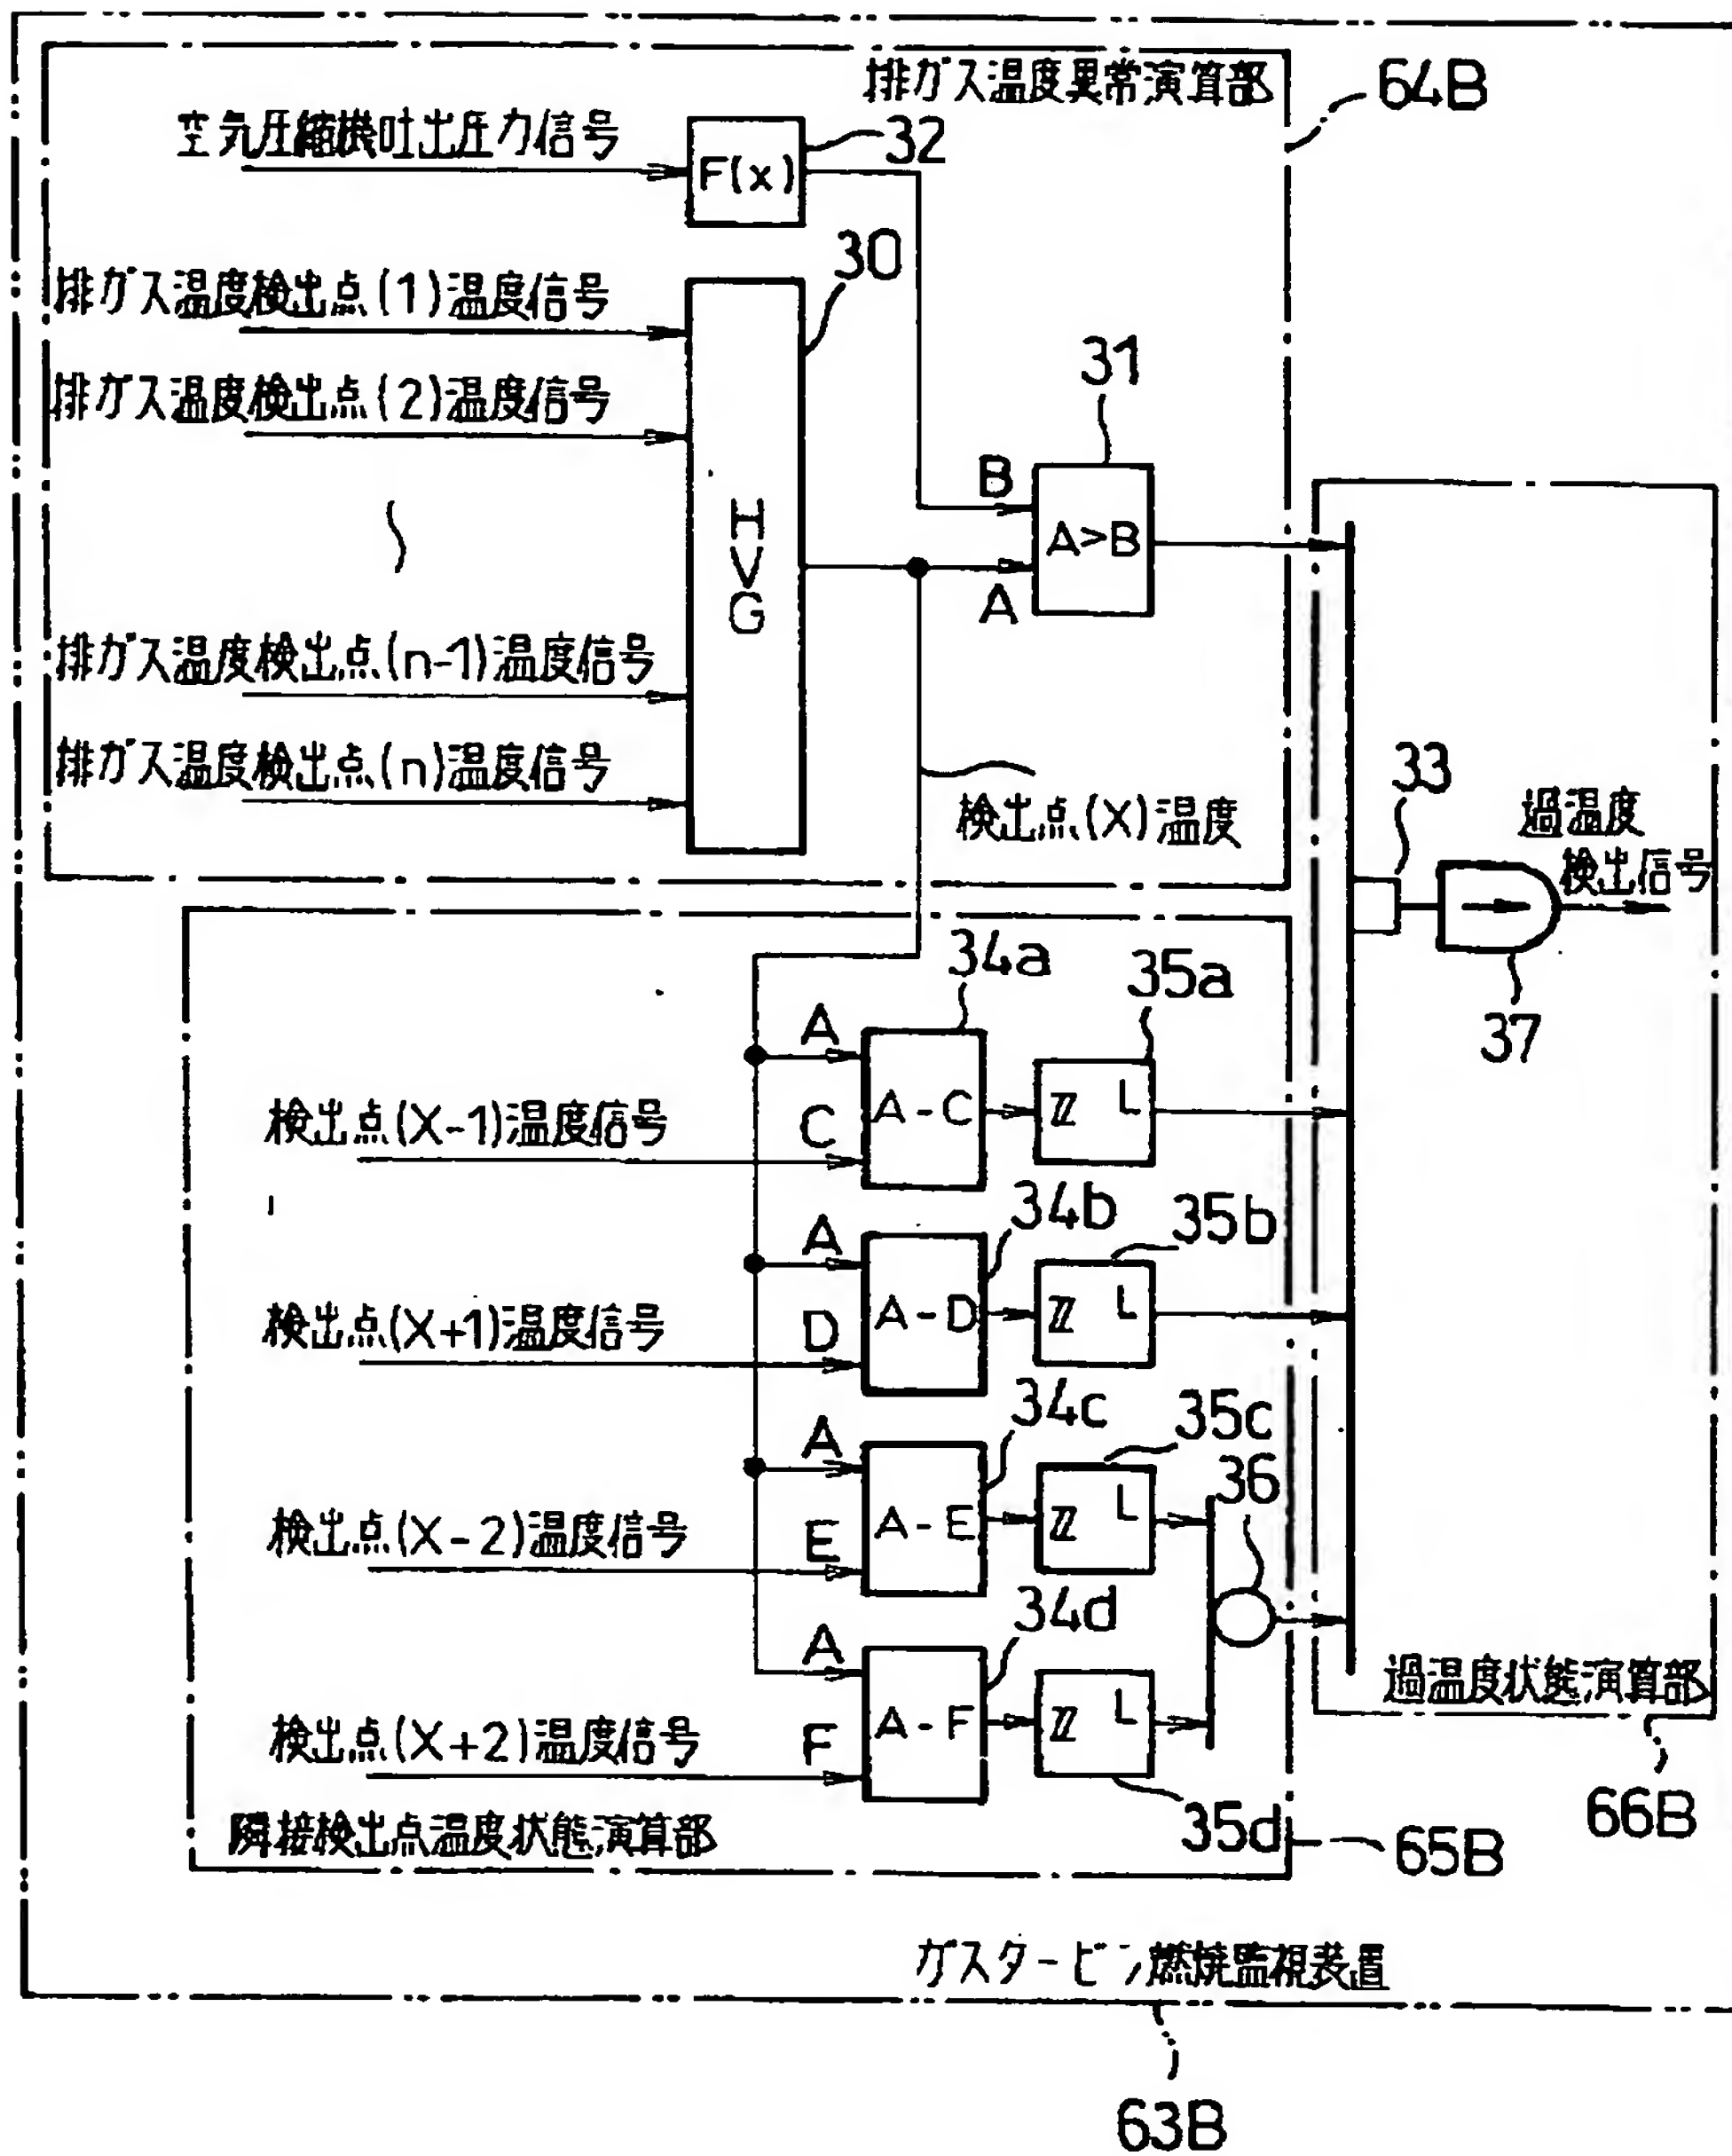 排ガス温度異常演算部
64B
空気圧縮機吐出圧力信号
F(x)
32
30
排ガス温度検出点(1)温度信号
排ガス温度検出点(2)温度信号
HVG
31
B
A>B
A
排ガス温度検出点(n-1)温度信号
排ガス温度検出点(n)温度信号
検出点(X)温度
33
過温度
検出信号
37
34a
35a
A
A-C
L
検出点(X-1)温度信号
C
34b
35b
A
A-D
L
検出点(X+1)温度信号
D
34c
35c
36
A
A-E
L
検出点(X-2)温度信号
E
34d
A
A-F
L
検出点(X+2)温度信号
F
35d
過温度状態演算部
66B
隣接検出点温度状態演算部
65B
ガスタービン燃焼監視装置
63B